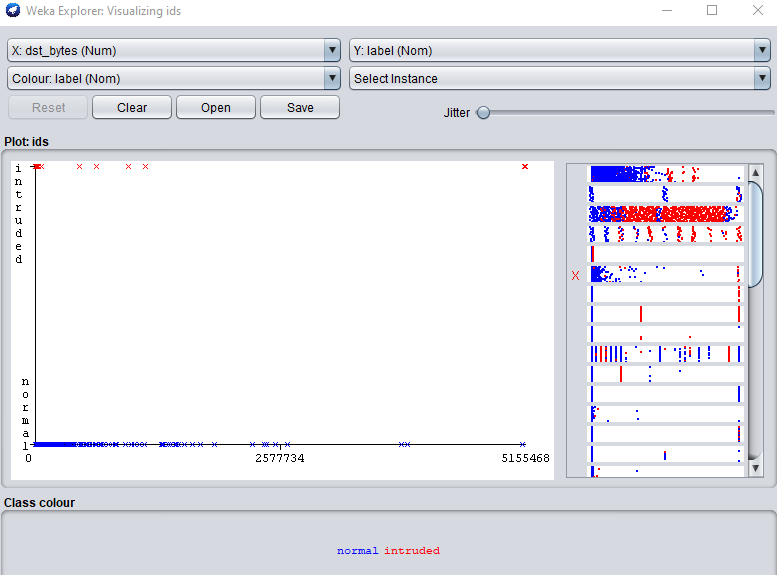 Weka Explorer: Visualizing ids
X: dst_bytes (Num)
Y: label (Nom)
Colour: label (Nom)
Select Instance
Reset
Clear
Open
Save
Jitter
Plot: ids
intruded
normal
0
2577734
5155468
X
Class colour
normal intruded